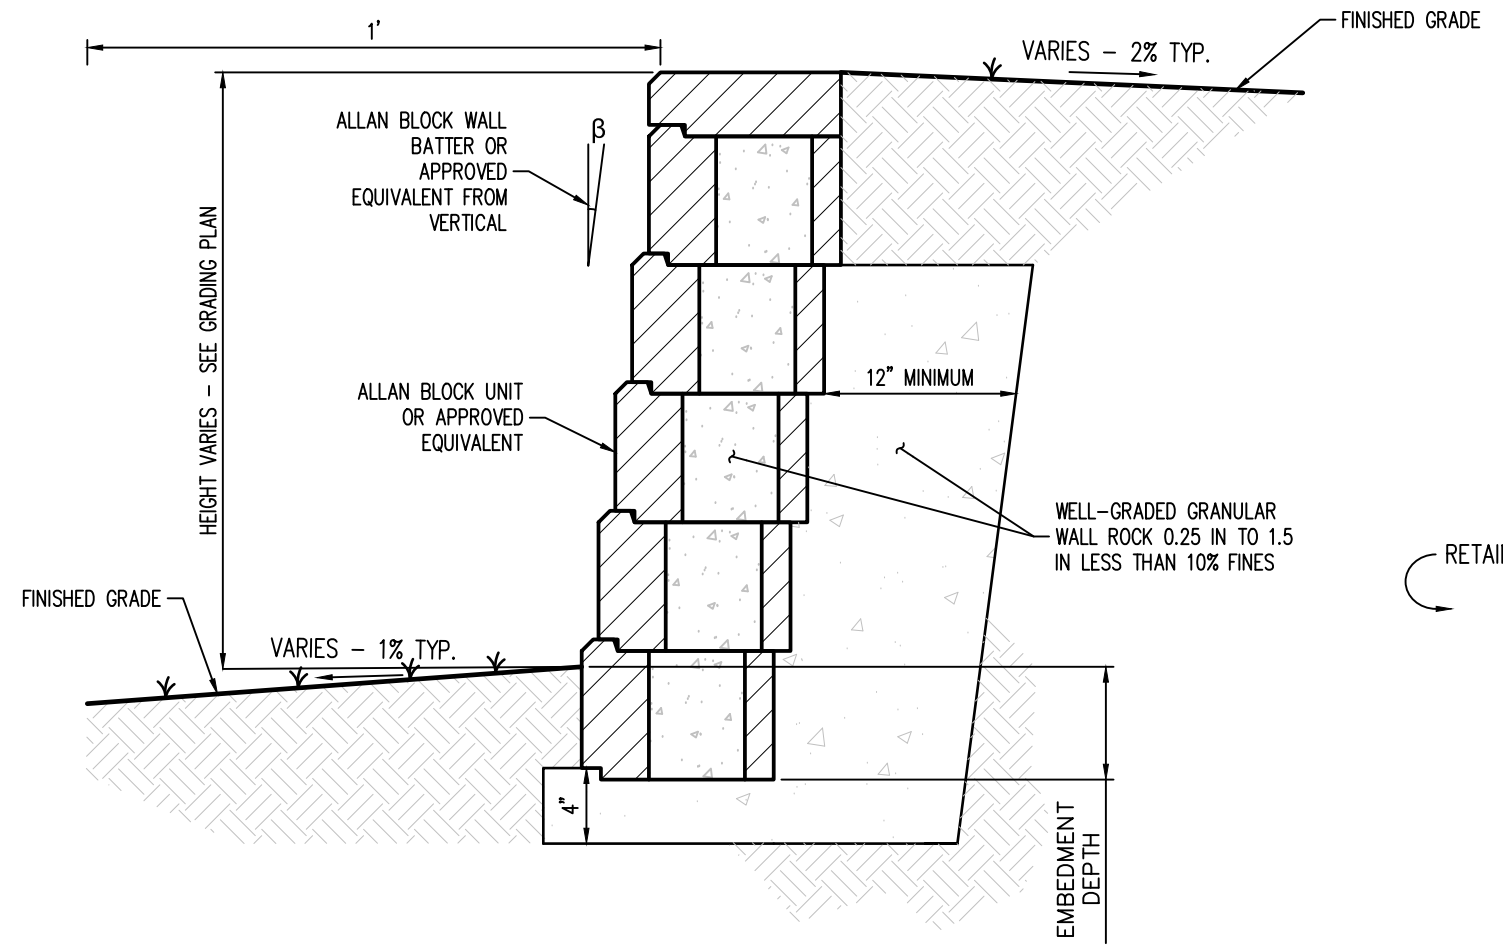 1'
FINISHED GRADE
VARIES - 2% TYP.
ALLAN BLOCK WALL
BATTER OR
APPROVED
EQUIVALENT FROM
VERTICAL
β
HEIGHT VARIES - SEE GRADING PLAN
12" MINIMUM
ALLAN BLOCK UNIT
OR APPROVED
EQUIVALENT
WELL-GRADED GRANULAR
WALL ROCK 0.25 IN TO 1.5
IN LESS THAN 10% FINES
RETAI
FINISHED GRADE
VARIES - 1% TYP.
4"
EMBEDMENT
DEPTH